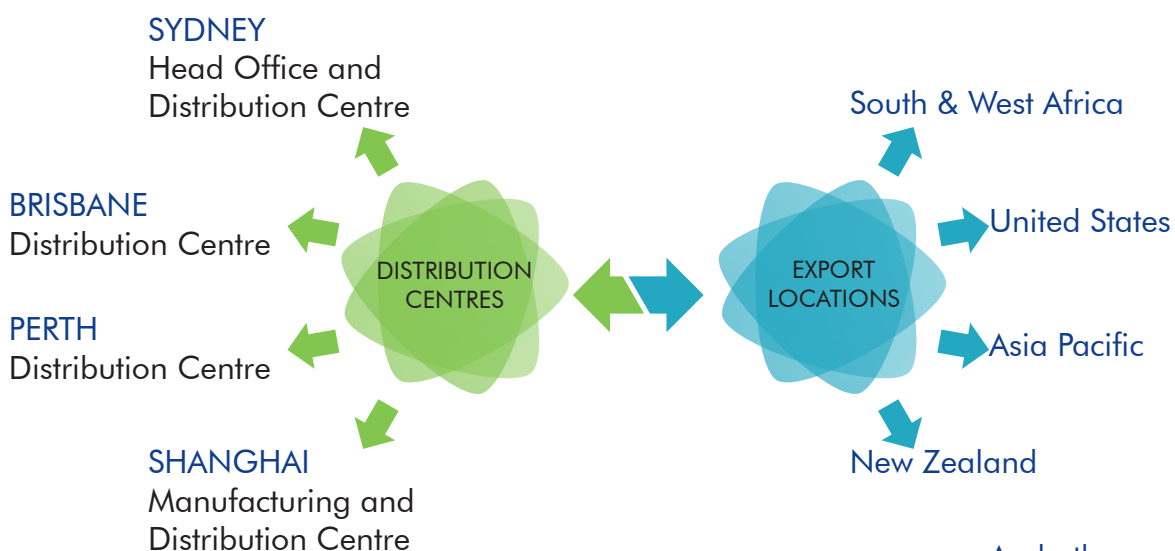 SYDNEY
Head Office and
Distribution Centre
BRISBANE
Distribution Centre
PERTH
Distribution Centre
SHANGHAI
Manufacturing and
Distribution Centre
DISTRIBUTION
CENTRES
EXPORT
LOCATIONS
South & West Africa
United States
Asia Pacific
New Zealand